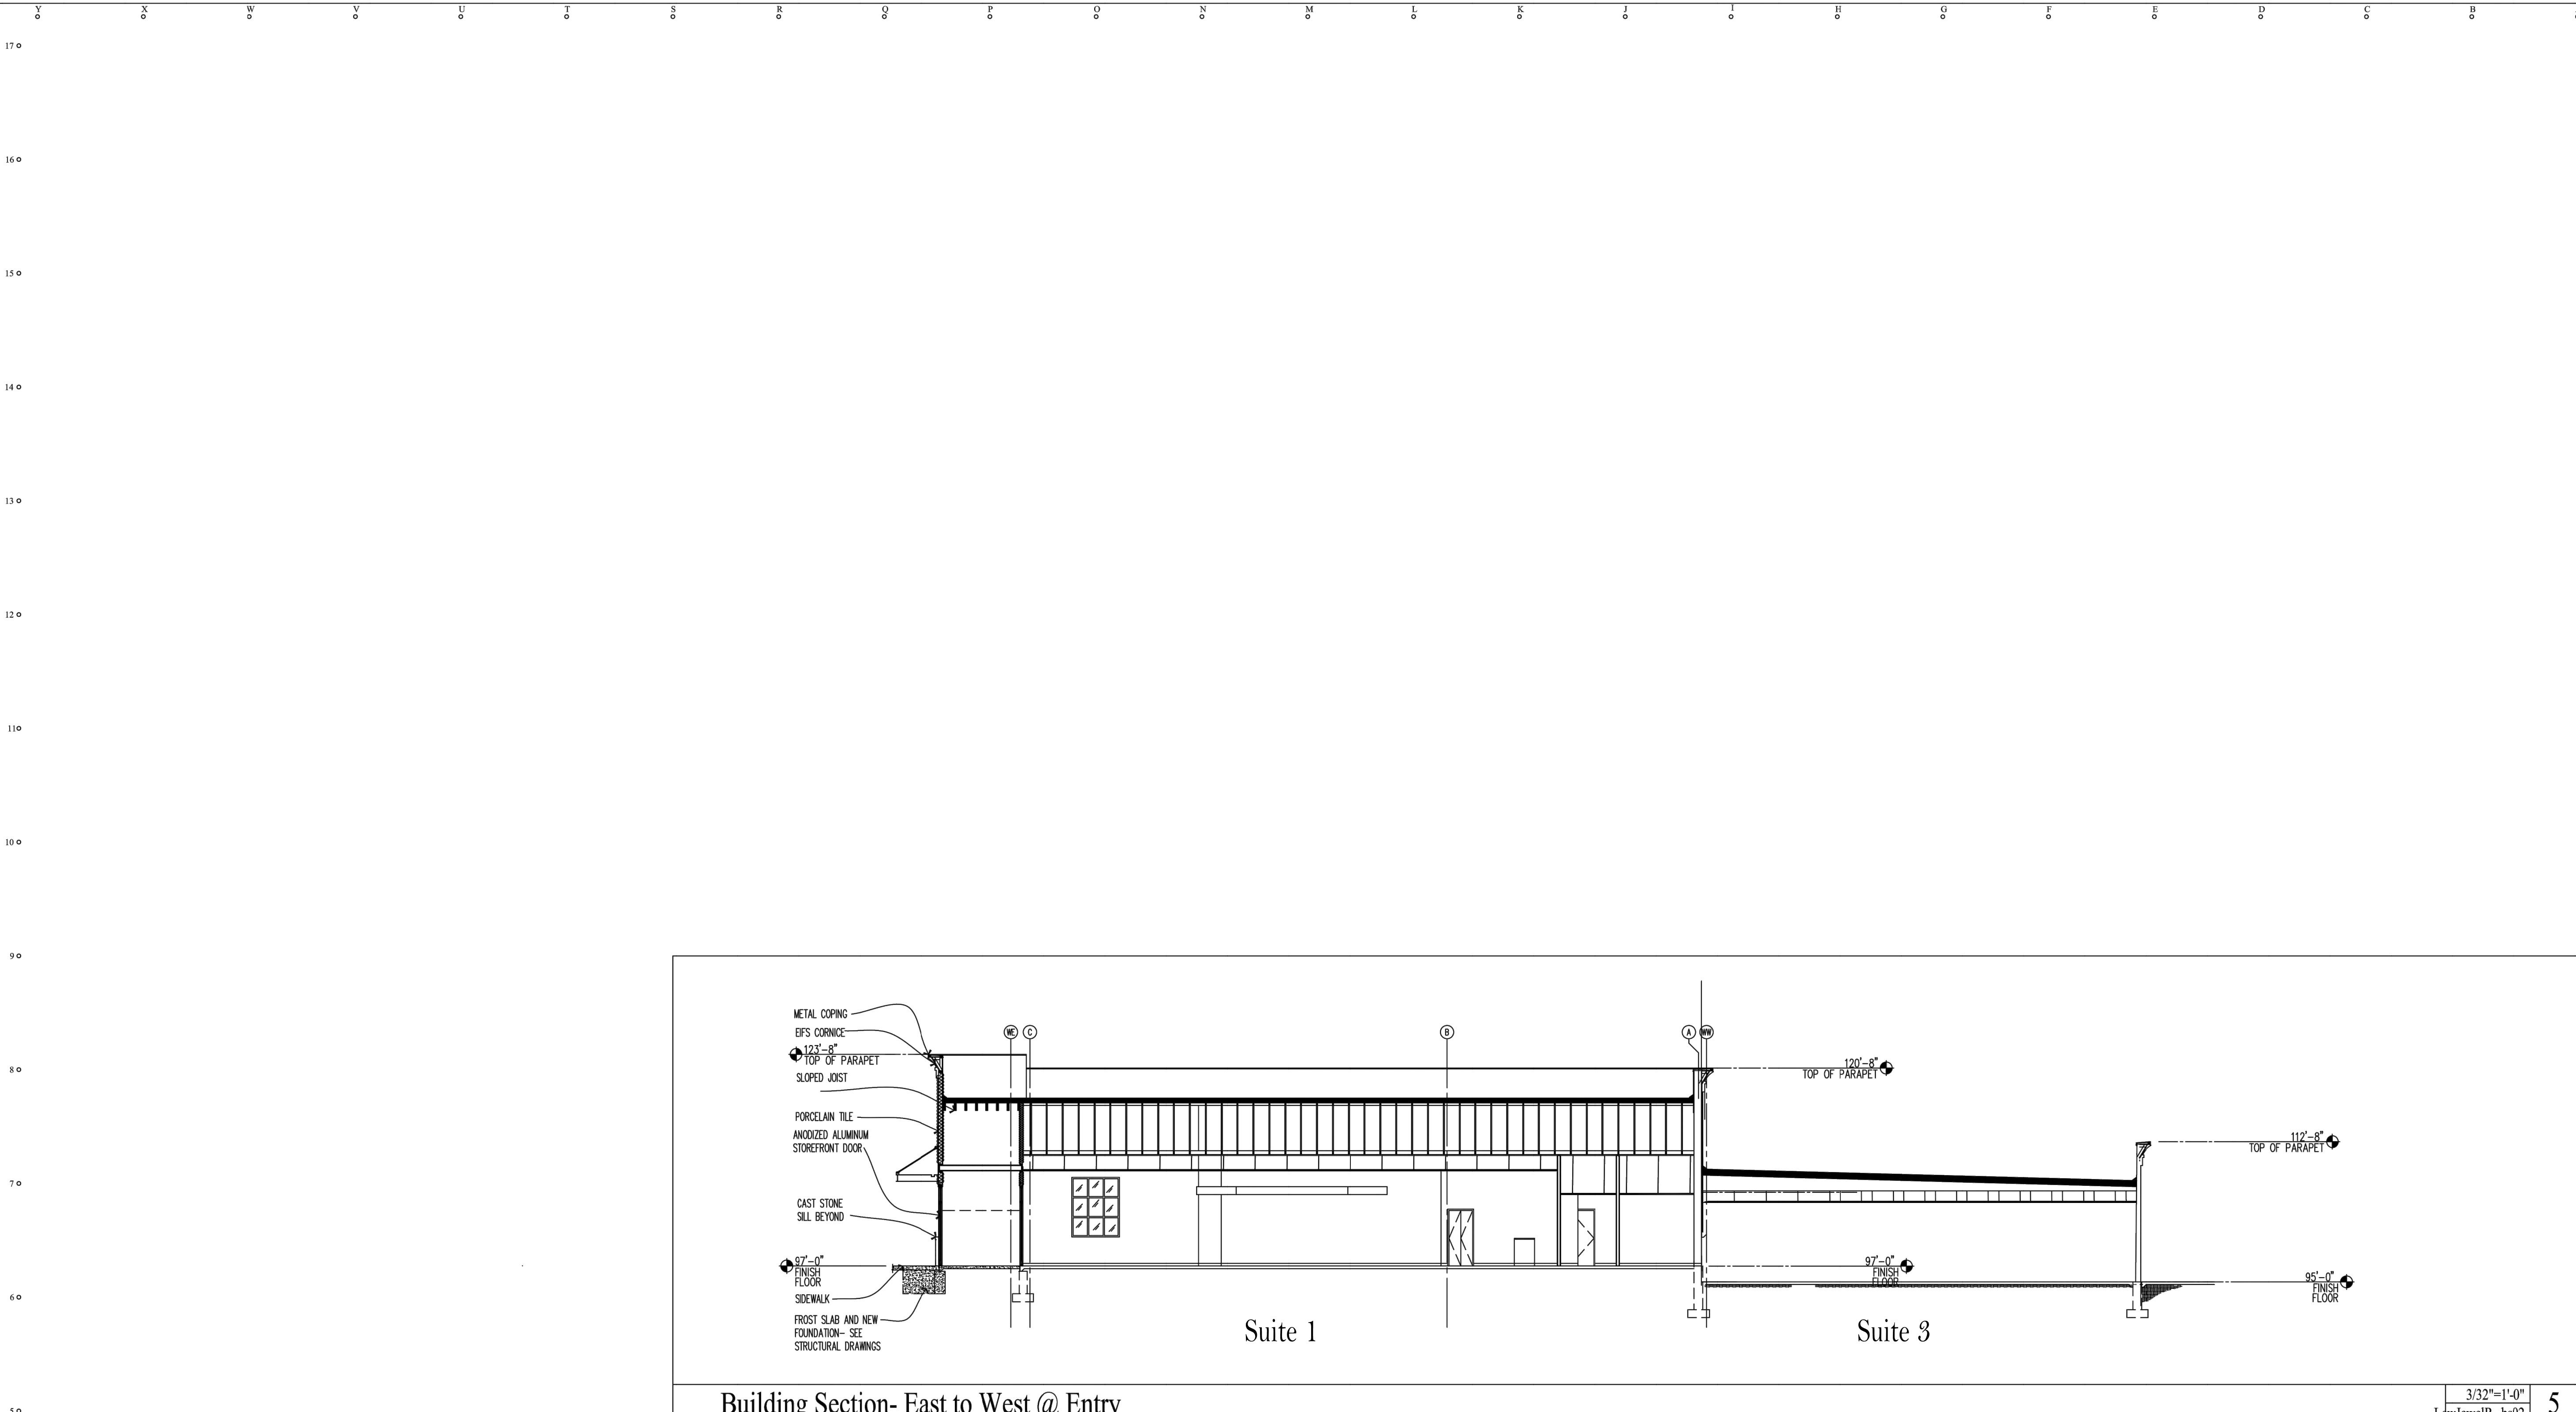 Y X W V U T S R Q P O N M L K J I H G F E D C B
17
16
15
14
13
12
11
10
9
8
7
6
METAL COPING
EIFS CORNICE
123'-8"
TOP OF PARAPET
SLOPED JOIST
PORCELAIN TILE
ANODIZED ALUMINUM
STOREFRONT DOOR
CAST STONE
SILL BEYOND
97'-0"
FINISH
FLOOR
SIDEWALK
FROST SLAB AND NEW
FOUNDATION- SEE
STRUCTURAL DRAWINGS
WE C B A WW
120'-8"
TOP OF PARAPET
112'-8"
TOP OF PARAPET
97'-0"
FINISH
FLOOR
95'-0"
FINISH
FLOOR
Suite 1
Suite 3
Building Section- East to West @ Entry
3/32"=1'-0"
5